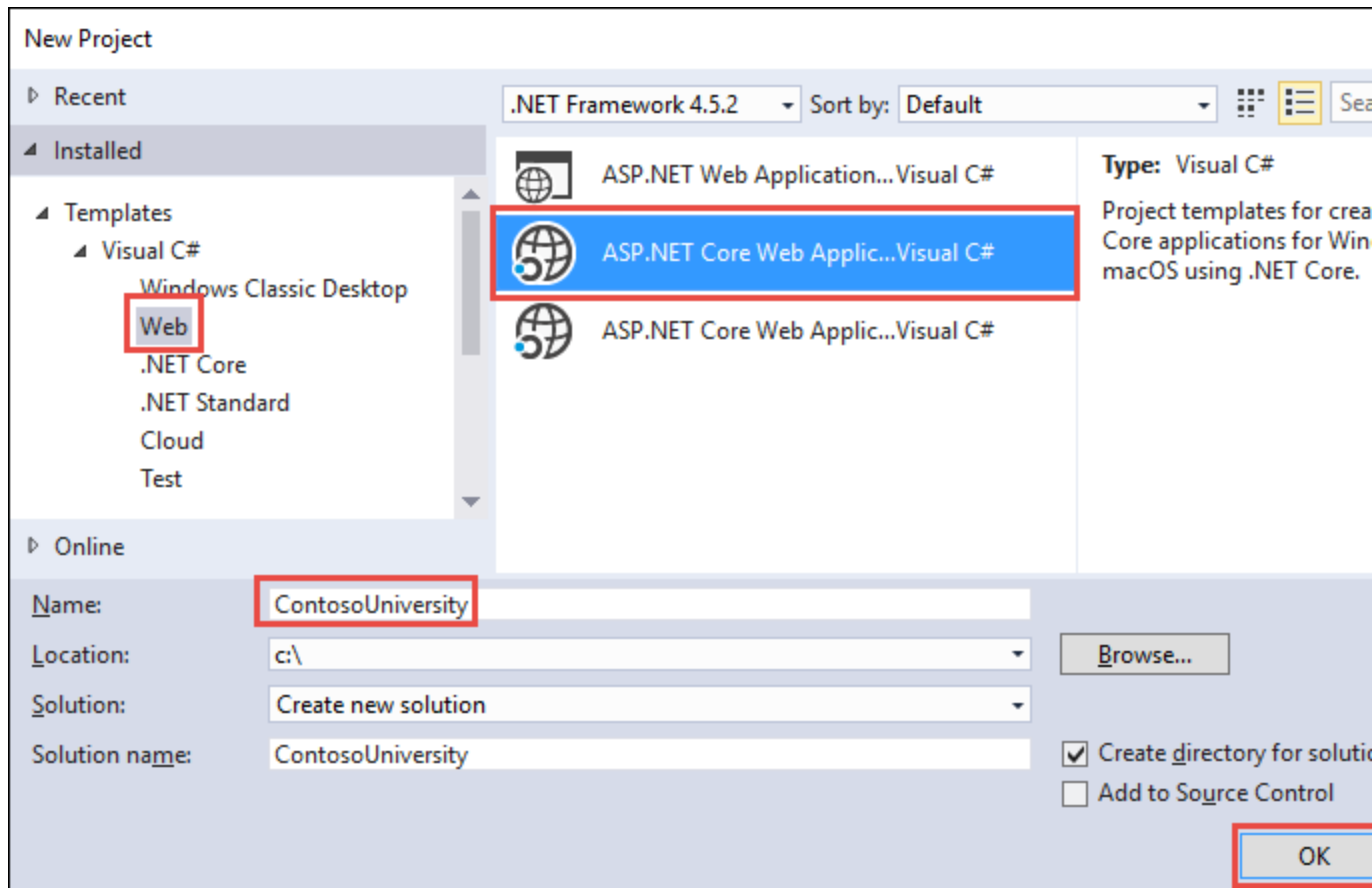 New Project
Recent
Installed
Templates
Visual C#
Windows Classic Desktop
Web
.NET Core
.NET Standard
Cloud
Test
Online
.NET Framework 4.5.2
Sort by: Default
ASP.NET Web Application... Visual C#
ASP.NET Core Web Applic... Visual C#
ASP.NET Core Web Applic... Visual C#
Type: Visual C#
Project templates for
Core applications for
macOS using .NET Core.
Name: ContosoUniversity
Location: c:\
Browse...
Solution: Create new solution
Solution name: ContosoUniversity
Create directory for
Add to Source Control
OK